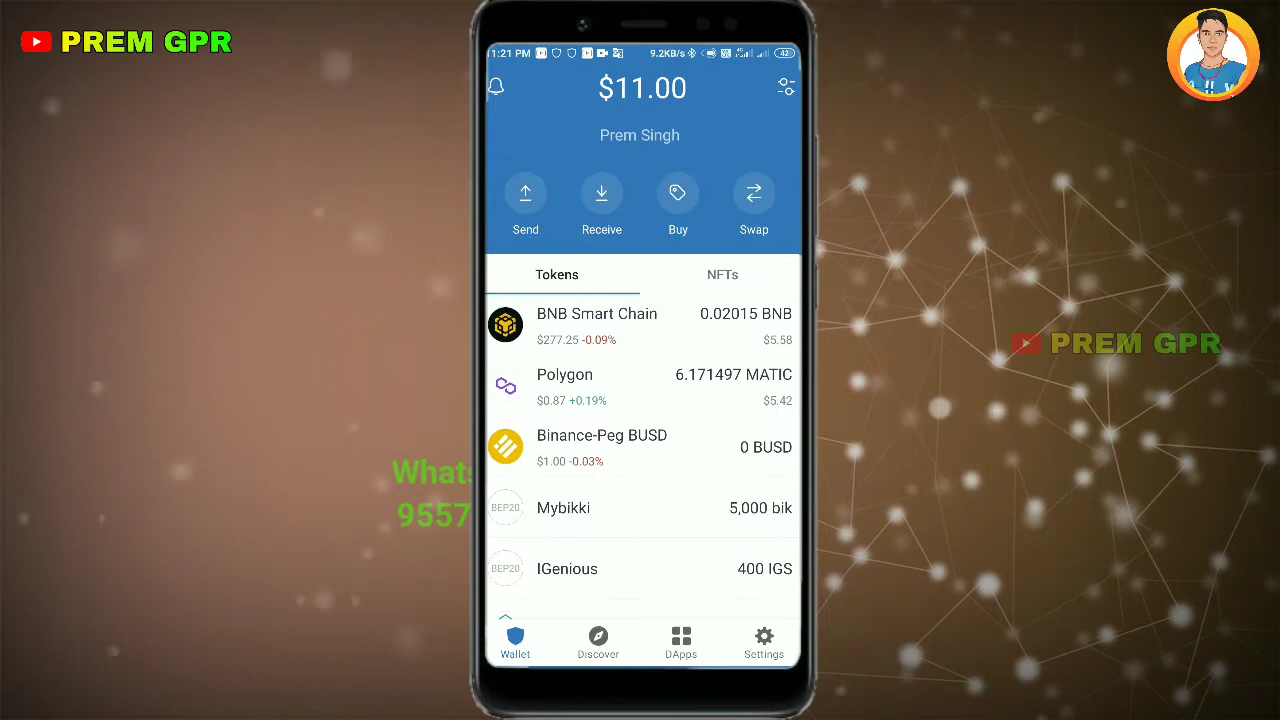 PREM GPR
1:21 PM
9.2KB/s
42
$11.00
Prem Singh
Send
Receive
Buy
Swap
Tokens
NFTs
BNB Smart Chain
0.02015 BNB
$277.25 -0.09%
$5.58
Polygon
6.171497 MATIC
$0.87 +0.19%
$5.42
Binance-Peg BUSD
0 BUSD
$1.00 -0.03%
BEP20
Mybikki
5,000 bik
BEP20
IGenious
400 IGS
Wallet
Discover
DApps
Settings
PREM GPR
9557